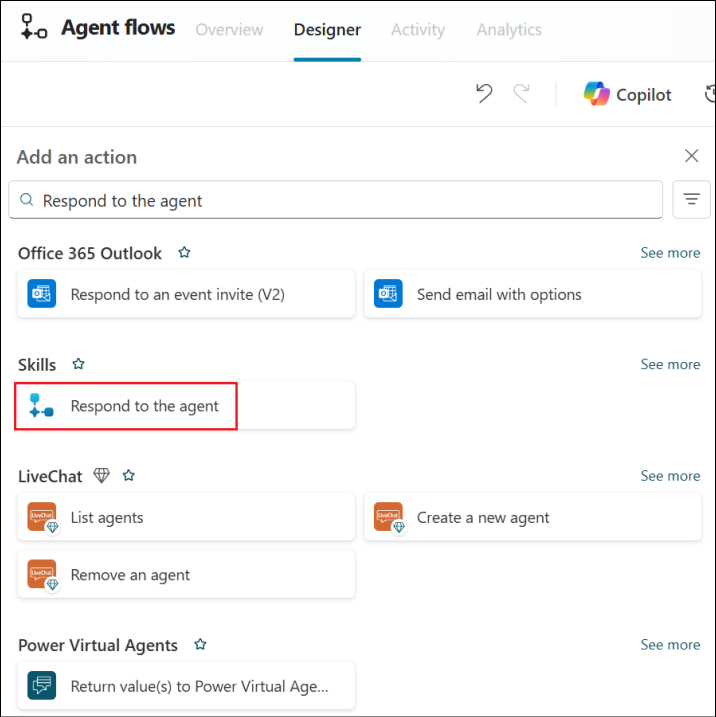 Agent flows Overview Designer Activity Analytics
Copilot
Add an action
Respond to the agent
Office 365 Outlook See more
Respond to an event invite (V2) Send email with options
Skills See more
Respond to the agent
LiveChat See more
LiveChat List agents LiveChat Create a new agent
LiveChat Remove an agent
Power Virtual Agents See more
Return value(s) to Power Virtual Age...